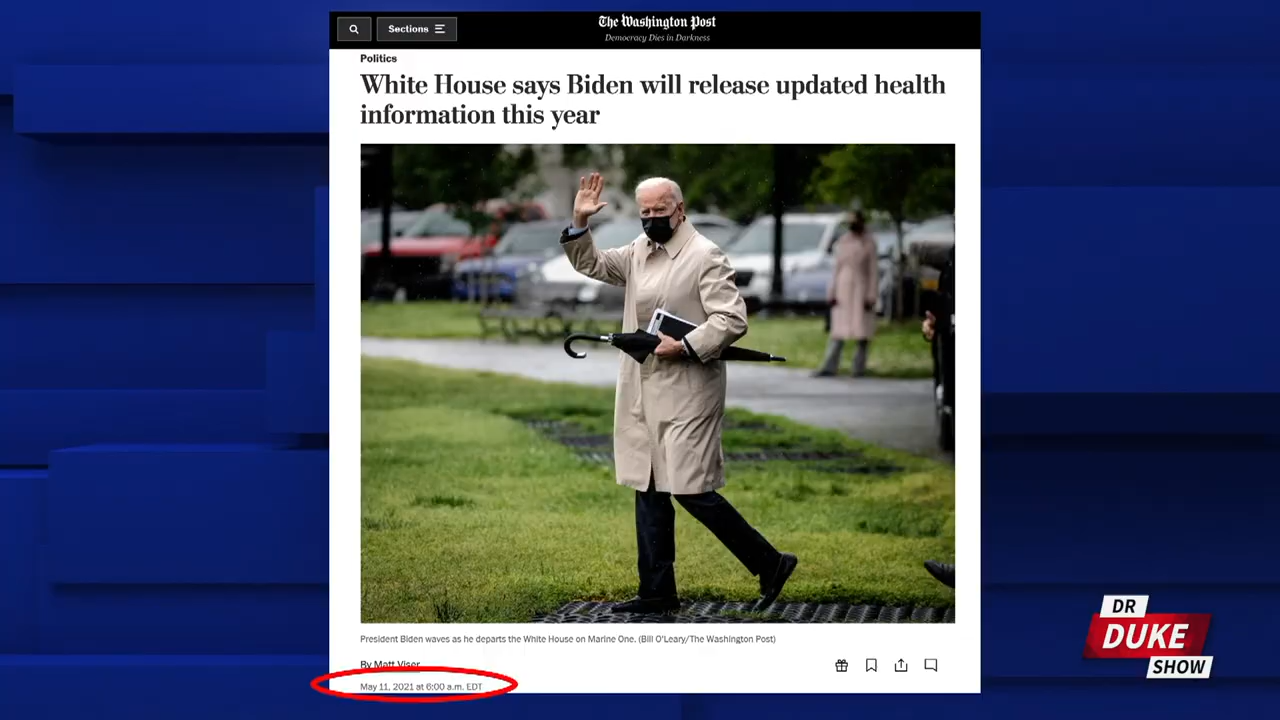 Sections
The Washington Post
Democracy Dies in Darkness
Politics
White House says Biden will release updated health
information this year
President Biden waves as he departs the White House on Marine One. (Bill O'Leary/The Washington Post)
By Matt Viser
May 11, 2021 at 6:00 a.m. EDT
DR
DUKE
SHOW